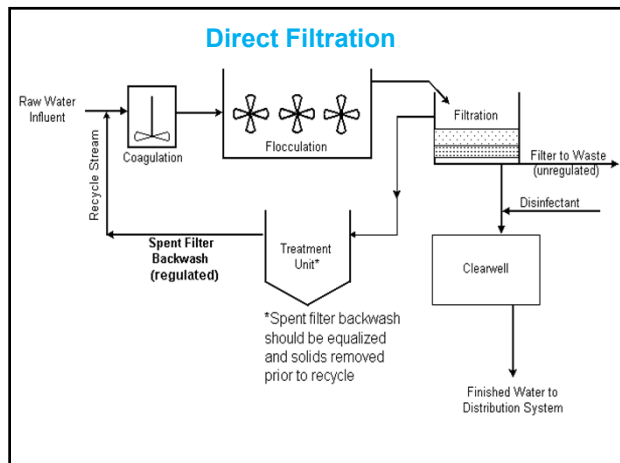 Direct Filtration
Raw Water
Influent
Coagulation
Flocculation
Filtration
Filter to Waste
(unregulated)
Disinfectant
Recycle Stream
Spent Filter
Backwash
(regulated)
Treatment
Unit*
Clearwell
*Spent filter backwash
should be equalized
and solids removed
prior to recycle
Finished Water to
Distribution System